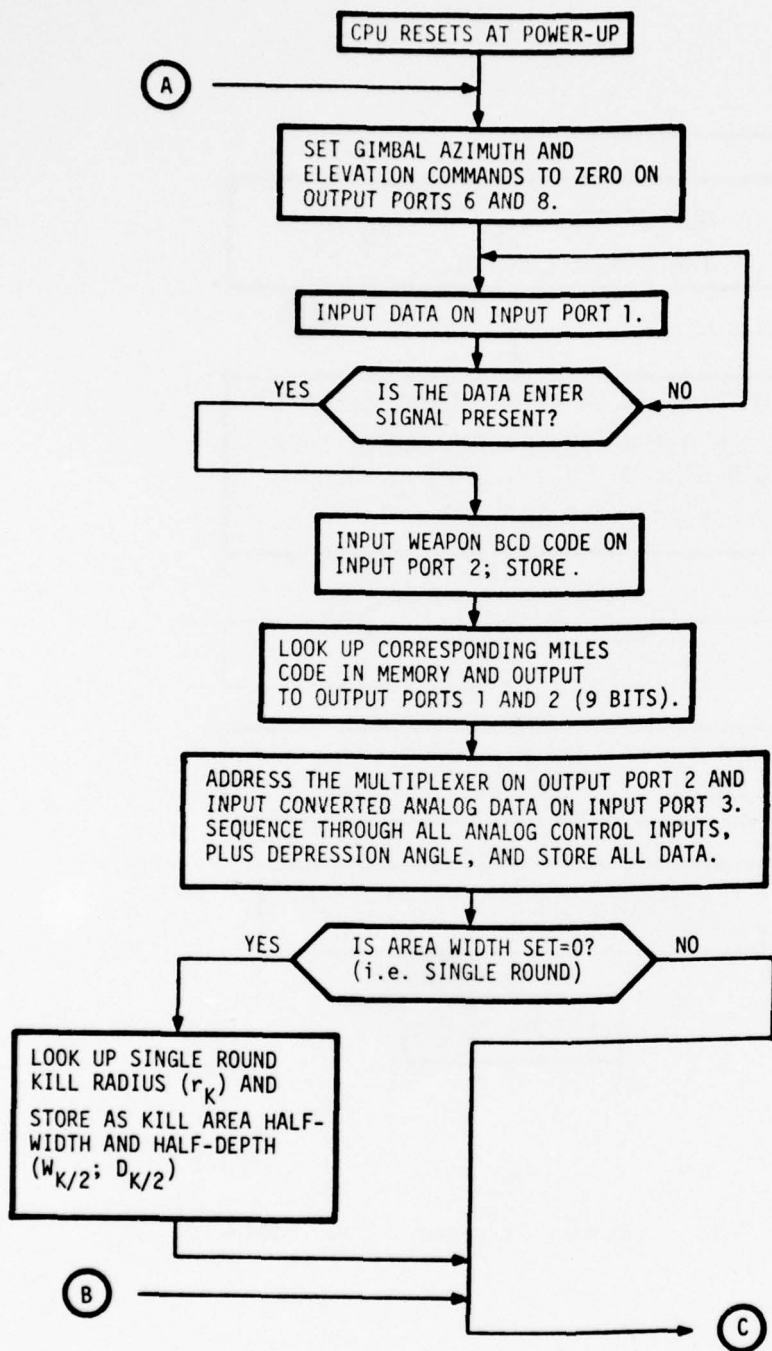 CPU RESETS AT POWER-UP
A
SET GIMBAL AZIMUTH AND
ELEVATION COMMANDS TO ZERO ON
OUTPUT PORTS 6 AND 8.
INPUT DATA ON INPUT PORT 1.
YES
IS THE DATA ENTER
SIGNAL PRESENT?
NO
INPUT WEAPON BCD CODE ON
INPUT PORT 2; STORE.
LOOK UP CORRESPONDING MILES
CODE IN MEMORY AND OUTPUT
TO OUTPUT PORTS 1 AND 2 (9 BITS).
ADDRESS THE MULTIPLEXER ON OUTPUT PORT 2 AND
INPUT CONVERTED ANALOG DATA ON INPUT PORT 3.
SEQUENCE THROUGH ALL ANALOG CONTROL INPUTS,
PLUS DEPRESSION ANGLE, AND STORE ALL DATA.
YES
IS AREA WIDTH SET=0?
(i.e. SINGLE ROUND)
NO
LOOK UP SINGLE ROUND
KILL RADIUS (rK) AND
STORE AS KILL AREA HALF-
WIDTH AND HALF-DEPTH
(WK/2; DK/2)
B
C